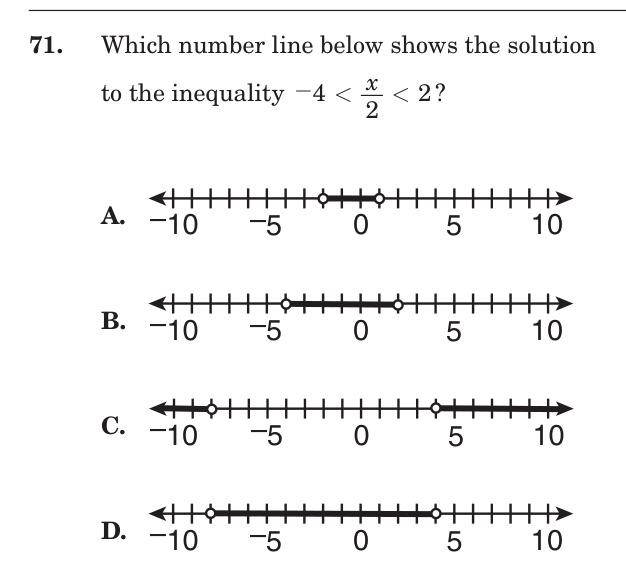 71. Which number line below shows the solution
to the inequality −4 < x/2 < 2?
−10 −5 0 5 10
A.
−10 −5 0 5 10
B.
−10 −5 0 5 10
C.
−10 −5 0 5 10
D.